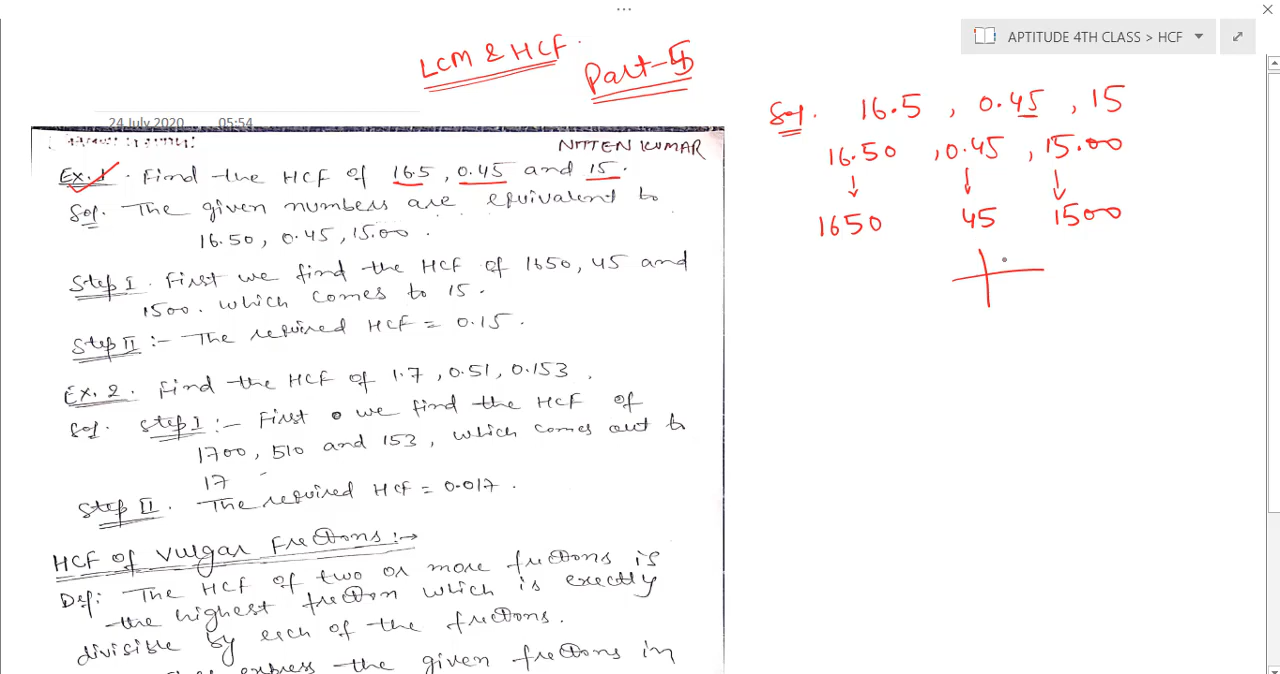 APTITUDE 4TH CLASS > HCF
LCM & HCF
Part-5
24 July 2020 05:54
NITTEN KUMAR
Ex.1. Find the HCF of 16.5, 0.45 and 15.
Sol. The given numbers are equivalent to
16.50, 0.45, 15.00.
Step I. First we find the HCF of 1650, 45 and
1500. which comes to 15.
Step II :- The required HCF = 0.15.
Ex. 2. Find the HCF of 1.7, 0.51, 0.153.
Sol. Step I :- First we find the HCF of
1700, 510 and 153, which comes out to
17
Step II. The required HCF = 0.017.
HCF of Vulgar Frections :→
Def: The HCF of two or more frections is
the highest frection which is exectly
divisible by each of the frections.
express the given frections in
Sol. 16.5, 0.45, 15
16.50, 0.45, 15.00
↓ ↓ ↓
1650 45 1500